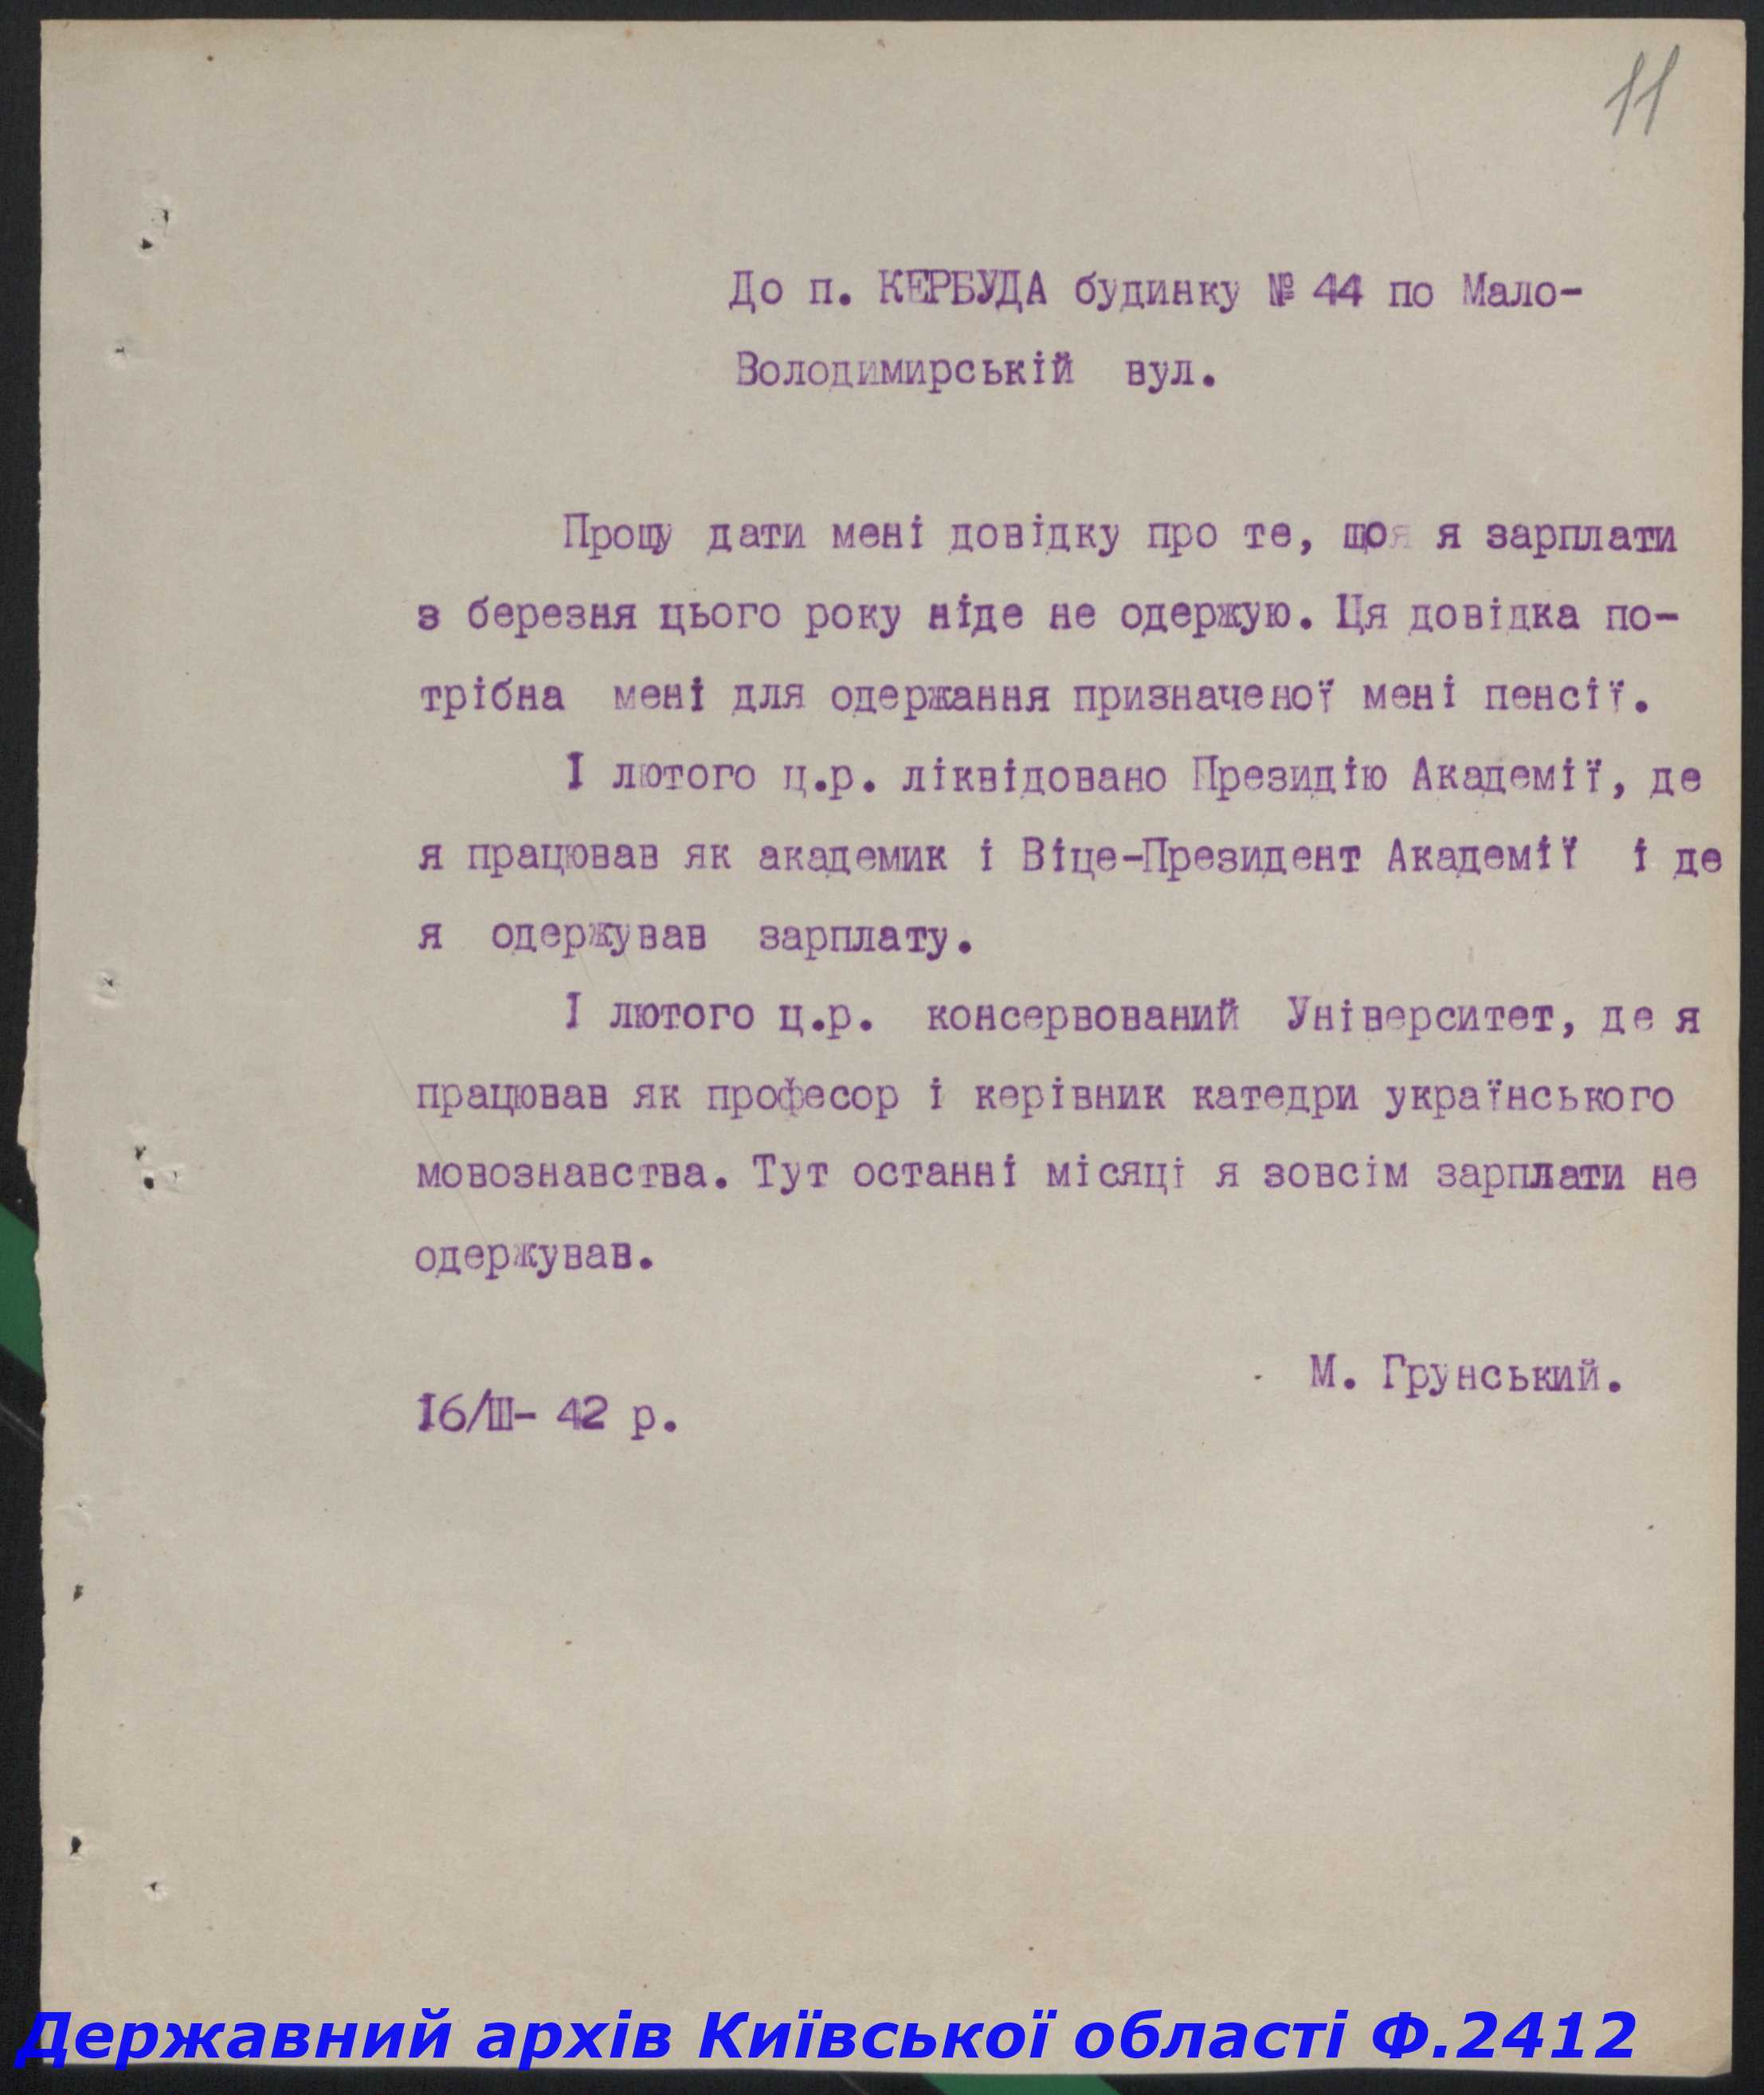 11
До п. КЕРБУДА будинку № 44 по Мало-
Володимирській вул.
Прошу дати мені довідку про те, щоя я зарплати
з березня цього року ніде не одержую. Ця довідка по-
трібна мені для одержання призначеної мені пенсії.
І лютого ц.р. ліквідовано Президію Академії, де
я працював як академик і Віце-Президент Академії і де
я одержував зарплату.
І лютого ц.р. консервований Університет, де я
працював як професор і керівник катедри українського
мовознавства. Тут останні місяці я зовсім зарплати не
одержував.
М. Грунський.
І6/ІІІ- 42 р.
Державний архів Київської області Ф.2412